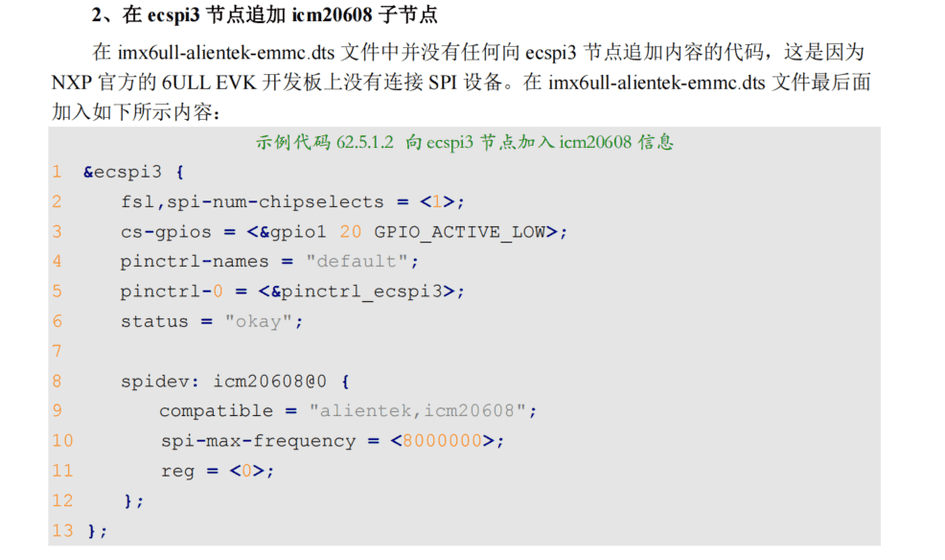 2、在 ecspi3 节点追加 icm20608 子节点
在 imx6ull-alientek-emmc.dts 文件中并没有任何向 ecspi3 节点追加内容的代码，这是因为
NXP 官方的 6ULL EVK 开发板上没有连接 SPI 设备。在 imx6ull-alientek-emmc.dts 文件最后面
加入如下所示内容：
示例代码 62.5.1.2 向 ecspi3 节点加入 icm20608 信息
1 &ecspi3 {
2 fsl,spi-num-chipselects = <1>;
3 cs-gpios = <&gpio1 20 GPIO_ACTIVE_LOW>;
4 pinctrl-names = "default";
5 pinctrl-0 = <&pinctrl_ecspi3>;
6 status = "okay";
7
8 spidev: icm20608@0 {
9 compatible = "alientek,icm20608";
10 spi-max-frequency = <8000000>;
11 reg = <0>;
12 };
13 };